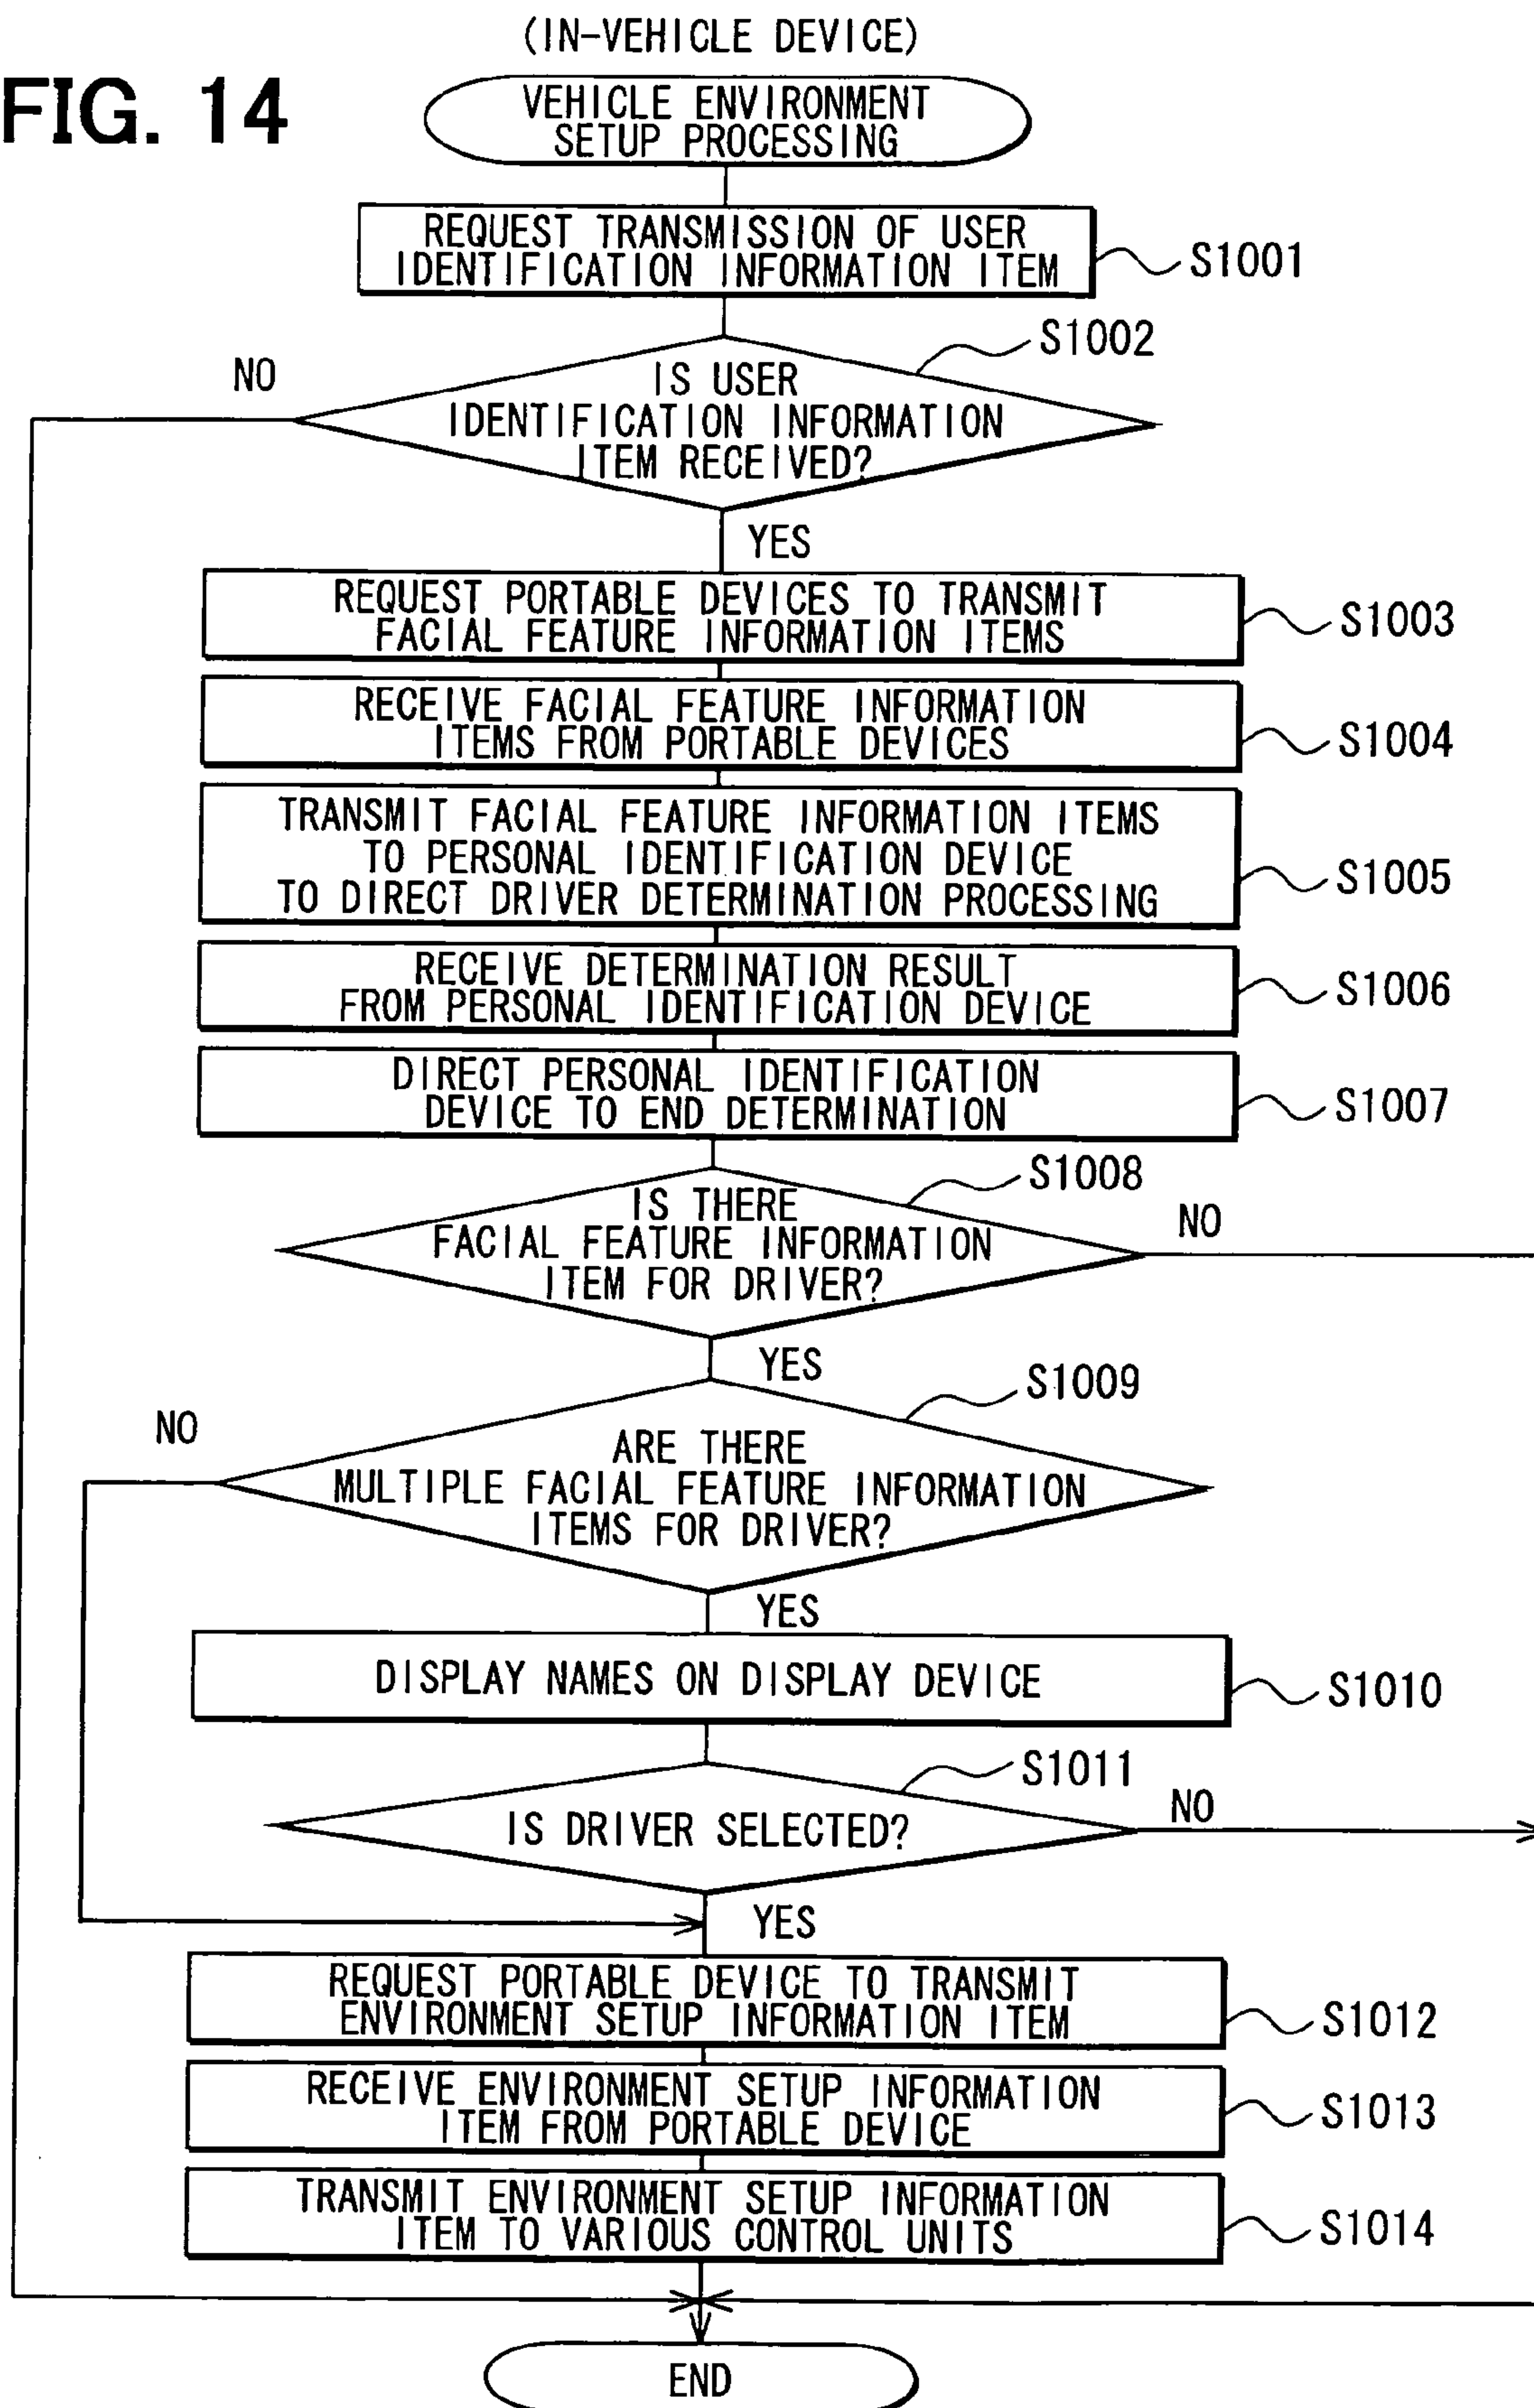 (IN-VEHICLE DEVICE)
FIG. 14
VEHICLE ENVIRONMENT
SETUP PROCESSING
REQUEST TRANSMISSION OF USER
IDENTIFICATION INFORMATION ITEM
S1001
S1002
NO
IS USER
IDENTIFICATION INFORMATION
ITEM RECEIVED?
YES
REQUEST PORTABLE DEVICES TO TRANSMIT
FACIAL FEATURE INFORMATION ITEMS
S1003
RECEIVE FACIAL FEATURE INFORMATION
ITEMS FROM PORTABLE DEVICES
S1004
TRANSMIT FACIAL FEATURE INFORMATION ITEMS
TO PERSONAL IDENTIFICATION DEVICE
TO DIRECT DRIVER DETERMINATION PROCESSING
S1005
RECEIVE DETERMINATION RESULT
FROM PERSONAL IDENTIFICATION DEVICE
S1006
DIRECT PERSONAL IDENTIFICATION
DEVICE TO END DETERMINATION
S1007
S1008
IS THERE
FACIAL FEATURE INFORMATION
ITEM FOR DRIVER?
NO
YES
S1009
NO
ARE THERE
MULTIPLE FACIAL FEATURE INFORMATION
ITEMS FOR DRIVER?
YES
DISPLAY NAMES ON DISPLAY DEVICE
S1010
S1011
IS DRIVER SELECTED?
NO
YES
REQUEST PORTABLE DEVICE TO TRANSMIT
ENVIRONMENT SETUP INFORMATION ITEM
S1012
RECEIVE ENVIRONMENT SETUP INFORMATION
ITEM FROM PORTABLE DEVICE
S1013
TRANSMIT ENVIRONMENT SETUP INFORMATION
ITEM TO VARIOUS CONTROL UNITS
S1014
END